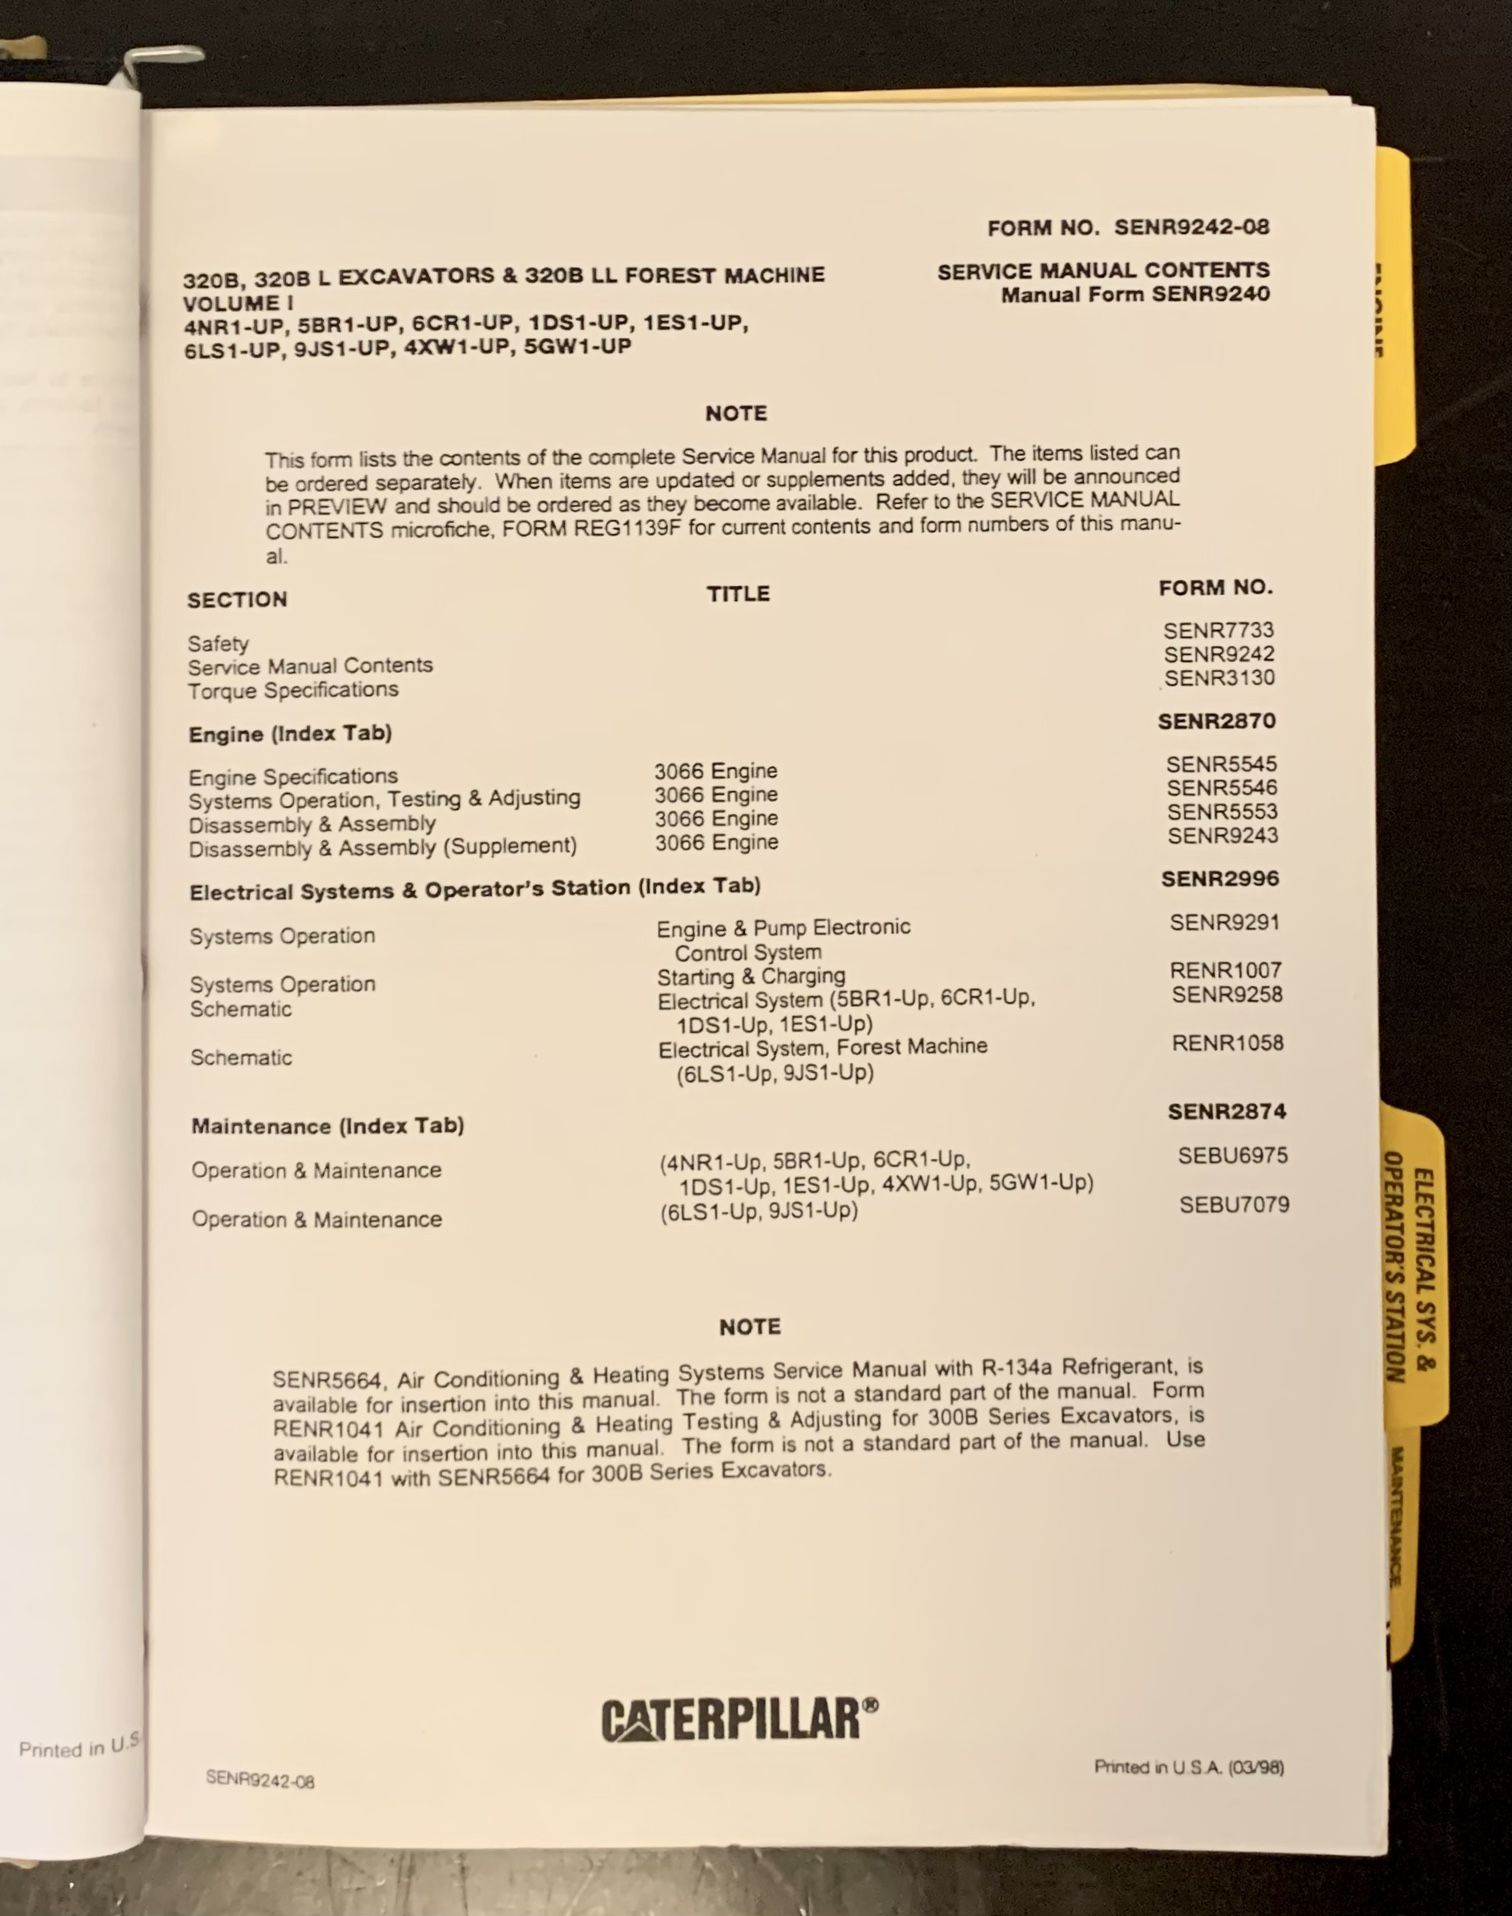 FORM NO. SENR9242-08
320B, 320B L EXCAVATORS & 320B LL FOREST MACHINE
VOLUME I
4NR1-UP, 5BR1-UP, 6CR1-UP, 1DS1-UP, 1ES1-UP,
6LS1-UP, 9JS1-UP, 4XW1-UP, 5GW1-UP
SERVICE MANUAL CONTENTS
Manual Form SENR9240
NOTE
This form lists the contents of the complete Service Manual for this product. The items listed can
be ordered separately. When items are updated or supplements added, they will be announced
in PREVIEW and should be ordered as they become available. Refer to the SERVICE MANUAL
CONTENTS microfiche, FORM REG1139F for current contents and form numbers of this manu-
al.
SECTION TITLE FORM NO.
Safety SENR7733
Service Manual Contents SENR9242
Torque Specifications SENR3130
Engine (Index Tab) SENR2870
Engine Specifications 3066 Engine SENR5545
Systems Operation, Testing & Adjusting 3066 Engine SENR5546
Disassembly & Assembly 3066 Engine SENR5553
Disassembly & Assembly (Supplement) 3066 Engine SENR9243
Electrical Systems & Operator's Station (Index Tab) SENR2996
Systems Operation Engine & Pump Electronic SENR9291
Control System
Systems Operation Starting & Charging RENR1007
Schematic Electrical System (5BR1-Up, 6CR1-Up, SENR9258
1DS1-Up, 1ES1-Up)
Schematic Electrical System, Forest Machine RENR1058
(6LS1-Up, 9JS1-Up)
Maintenance (Index Tab) SENR2874
Operation & Maintenance (4NR1-Up, 5BR1-Up, 6CR1-Up, SEBU6975
1DS1-Up, 1ES1-Up, 4XW1-Up, 5GW1-Up)
Operation & Maintenance (6LS1-Up, 9JS1-Up) SEBU7079
NOTE
SENR5664, Air Conditioning & Heating Systems Service Manual with R-134a Refrigerant, is
available for insertion into this manual. The form is not a standard part of the manual. Form
RENR1041 Air Conditioning & Heating Testing & Adjusting for 300B Series Excavators, is
available for insertion into this manual. The form is not a standard part of the manual. Use
RENR1041 with SENR5664 for 300B Series Excavators.
CATERPILLAR®
SENR9242-08
Printed in U.S.A. (03/98)
Printed in U.S
ENGINE
ELECTRICAL SYS. &
OPERATOR'S STATION
MAINTENANCE